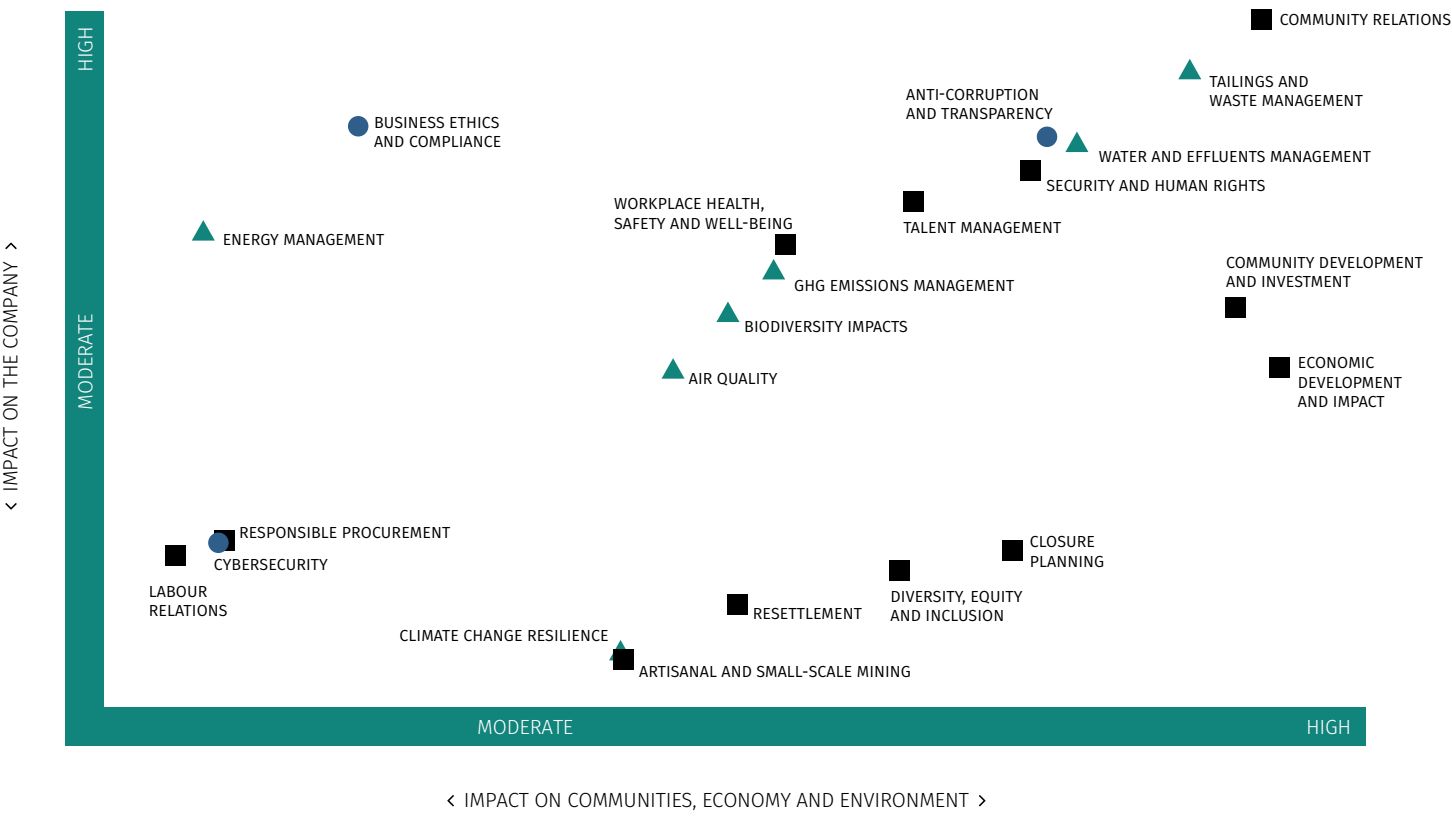 HIGH
COMMUNITY RELATIONS
TAILINGS AND
WASTE MANAGEMENT
ANTI-CORRUPTION
AND TRANSPARENCY
BUSINESS ETHICS
AND COMPLIANCE
WATER AND EFFLUENTS MANAGEMENT
SECURITY AND HUMAN RIGHTS
WORKPLACE HEALTH,
SAFETY AND WELL-BEING
TALENT MANAGEMENT
ENERGY MANAGEMENT
COMMUNITY DEVELOPMENT
AND INVESTMENT
GHG EMISSIONS MANAGEMENT
BIODIVERSITY IMPACTS
< IMPACT ON THE COMPANY >
MODERATE
AIR QUALITY
ECONOMIC
DEVELOPMENT
AND IMPACT
RESPONSIBLE PROCUREMENT
CYBERSECURITY
LABOUR
RELATIONS
CLOSURE
PLANNING
DIVERSITY, EQUITY
AND INCLUSION
RESETTLEMENT
CLIMATE CHANGE RESILIENCE
ARTISANAL AND SMALL-SCALE MINING
MODERATE
HIGH
< IMPACT ON COMMUNITIES, ECONOMY AND ENVIRONMENT >